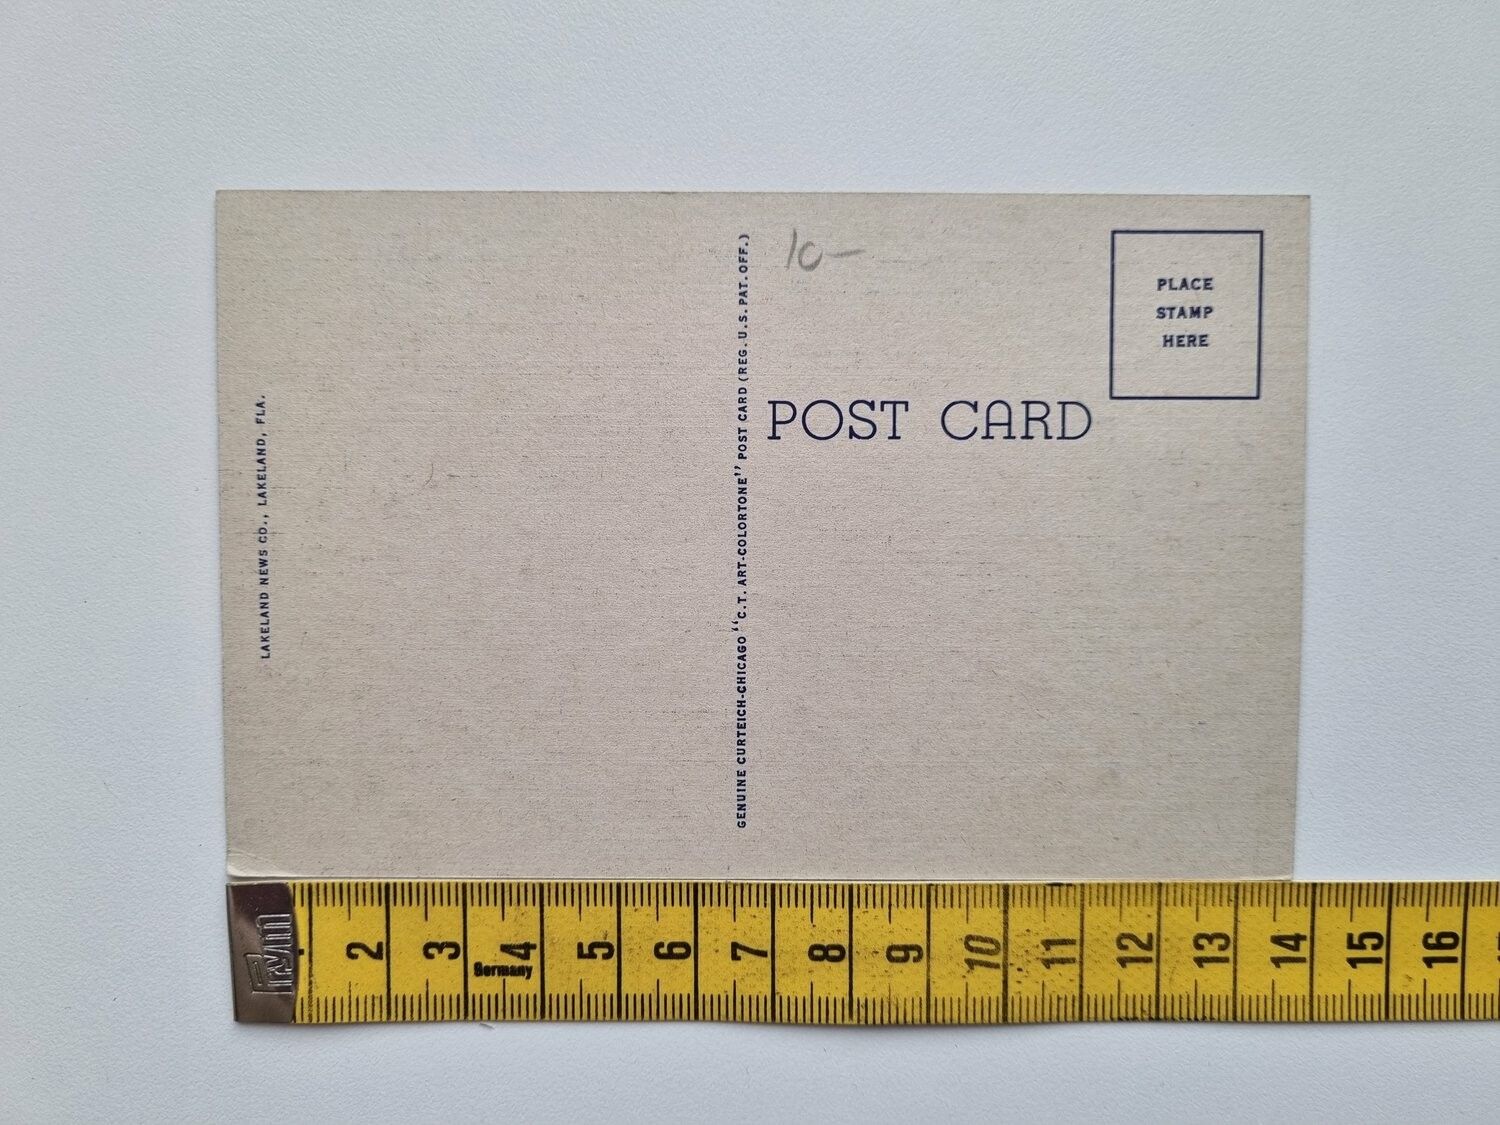 LAKELAND NEWS CO., LAKELAND, FLA.
GENUINE CURTEICH-CHICAGO "C.T. ART-COLORTONE" POST CARD (REG. U.S. PAT. OFF.)
10-
PLACE
STAMP
HERE
POST CARD
Prym
2 3 4 5 6 7 8 9 10 11 12 13 14 15 16
Germany